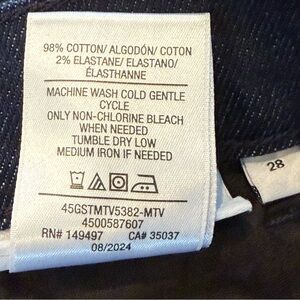 98% COTTON/ ALGODÓN/ COTON
2% ELASTANE/ ELASTANO/
ÉLASTHANNE
MACHINE WASH COLD GENTLE
CYCLE
ONLY NON-CHLORINE BLEACH
WHEN NEEDED
TUMBLE DRY LOW
MEDIUM IRON IF NEEDED
45GSTMTV5382-MTV
4500587607
RN# 149497 CA# 35037
08/2024
28